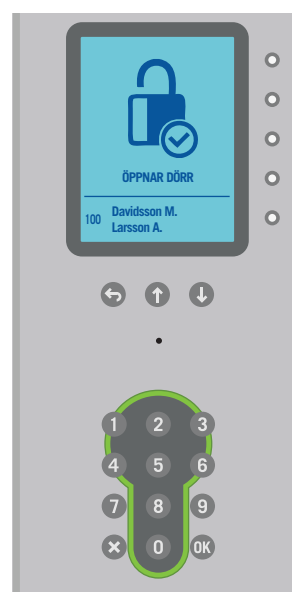 ÖPPNAR DÖRR
100 Davidsson M.
Larsson A.
1 2 3
4 5 6
7 8 9
0 OK